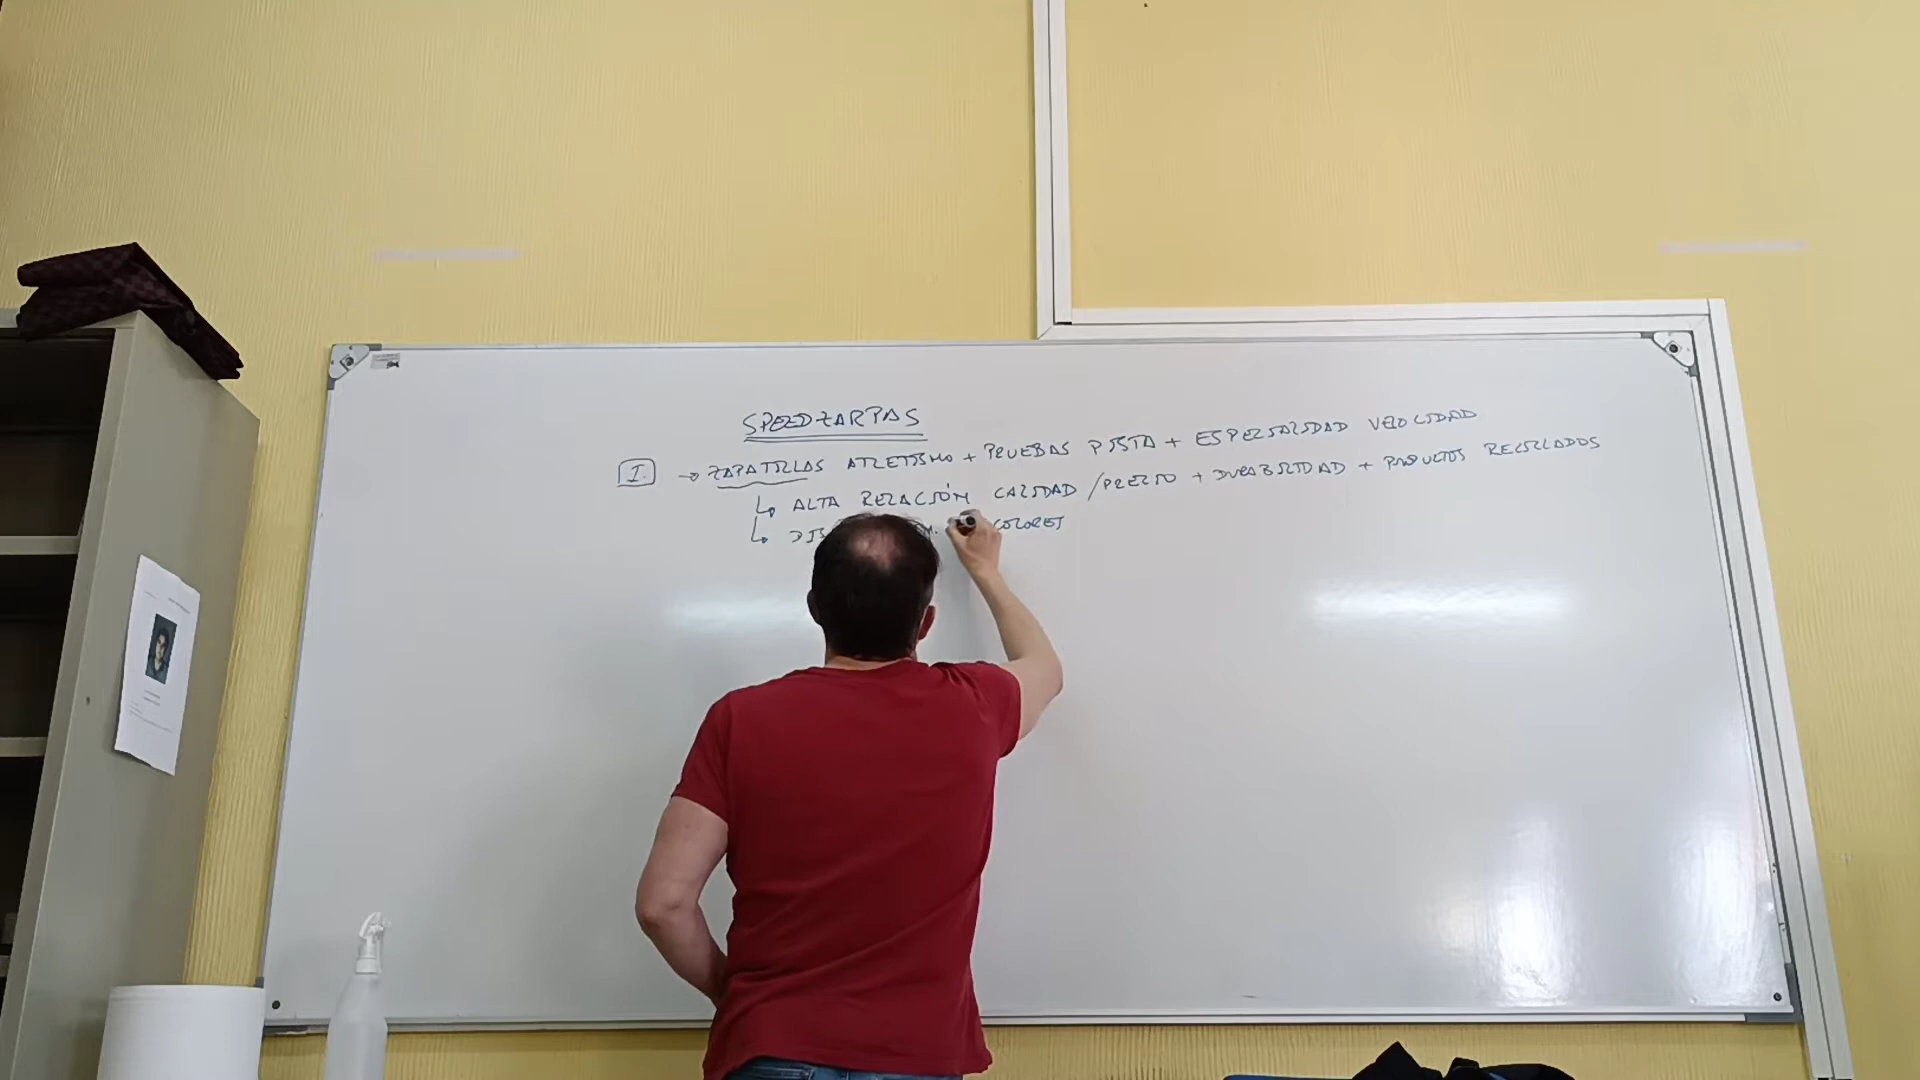 SPEEDZARPAS
I. → ZAPATILLAS ATLETISMO + PRUEBAS PISTA + ESPECIALIDAD VELOCIDAD
↳ ALTA RELACIÓN CALIDAD / PRECIO + DURABILIDAD + PRODUCTOS RECICLADOS
↳ COLORES